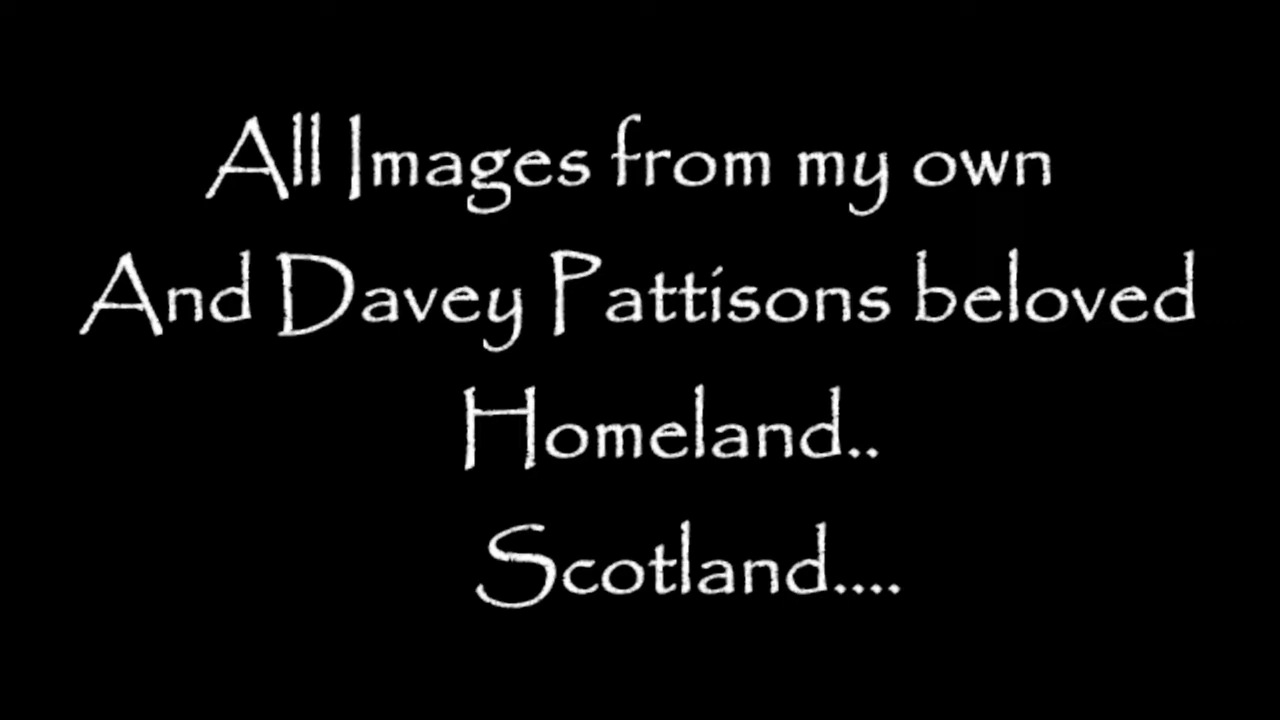 All Images from my own
And Davey Pattisons beloved
Homeland..
Scotland....